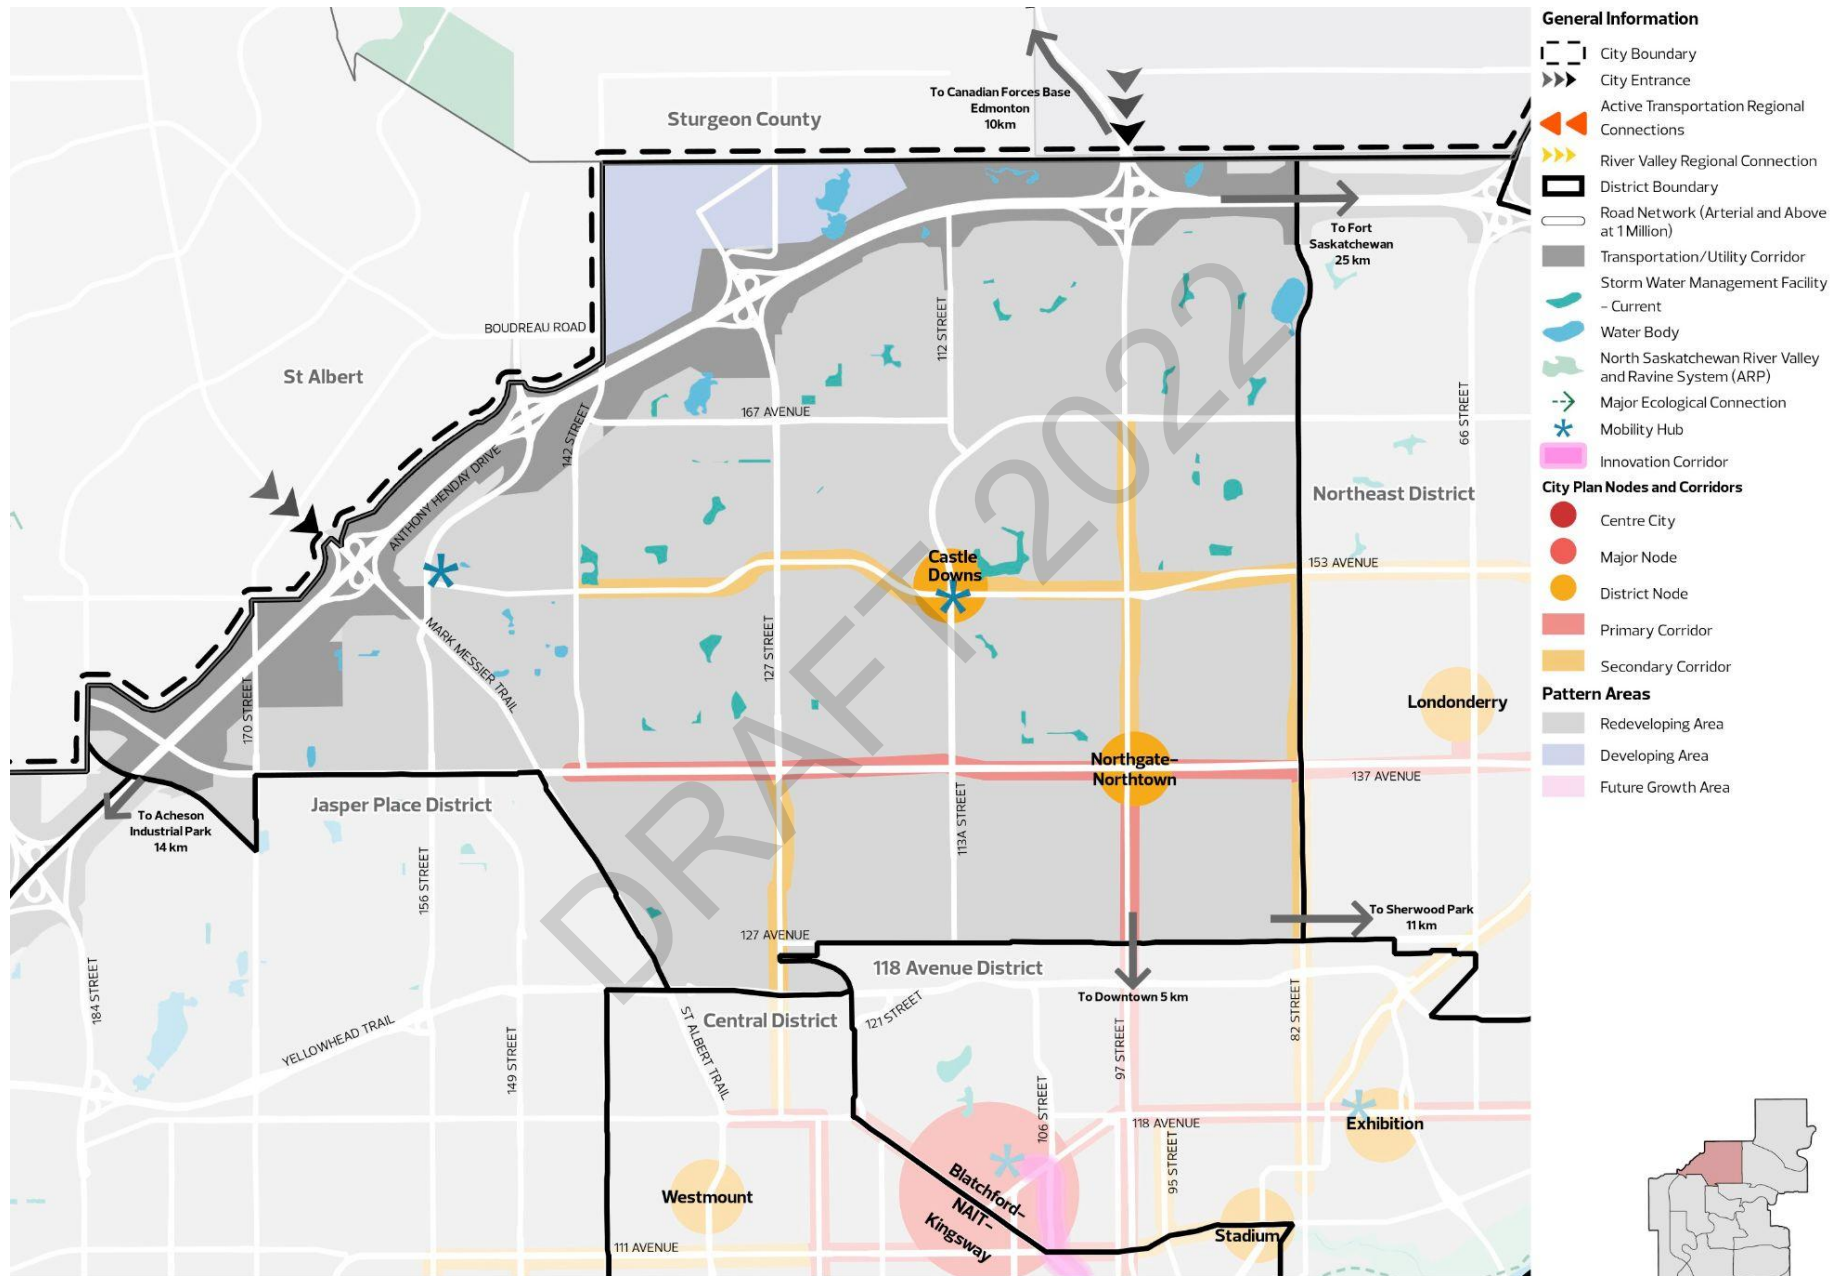 Sturgeon County
To Canadian Forces Base
Edmonton
10km
To Fort
Saskatchewan
25 km
BOUDREAU ROAD
St Albert
112 STREET
142 STREET
167 AVENUE
66 STREET
ANTHONY HENDAY DRIVE
Northeast District
Castle
Downs
153 AVENUE
MARK MESSIER TRAIL
127 STREET
170 STREET
Londonderry
Northgate–
Northtown
137 AVENUE
Jasper Place District
To Acheson
Industrial Park
14 km
156 STREET
113A STREET
To Sherwood Park
11 km
127 AVENUE
118 Avenue District
To Downtown 5 km
184 STREET
Central District
121 STREET
82 STREET
YELLOWHEAD TRAIL
149 STREET
ST ALBERT TRAIL
97 STREET
106 STREET
118 AVENUE
95 STREET
Exhibition
Blatchford–
NAIT–
Kingsway
Westmount
Stadium
111 AVENUE
DRAFT 2022
General Information
City Boundary
City Entrance
Active Transportation Regional
Connections
River Valley Regional Connection
District Boundary
Road Network (Arterial and Above
at 1 Million)
Transportation/Utility Corridor
Storm Water Management Facility
– Current
Water Body
North Saskatchewan River Valley
and Ravine System (ARP)
Major Ecological Connection
Mobility Hub
Innovation Corridor
City Plan Nodes and Corridors
Centre City
Major Node
District Node
Primary Corridor
Secondary Corridor
Pattern Areas
Redeveloping Area
Developing Area
Future Growth Area